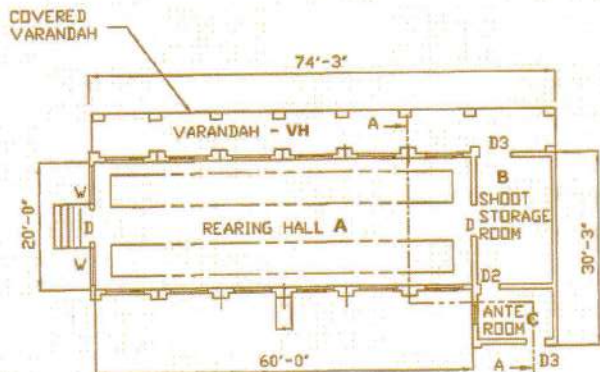 COVERED
VARANDAH
74'-3"
VARANDAH - VH
A
D3
W
D
W
20'-0"
REARING HALL A
D
B
SHOOT
STORAGE
ROOM
30'-3"
D2
ANTE
ROOM
C
60'-0"
A
D3